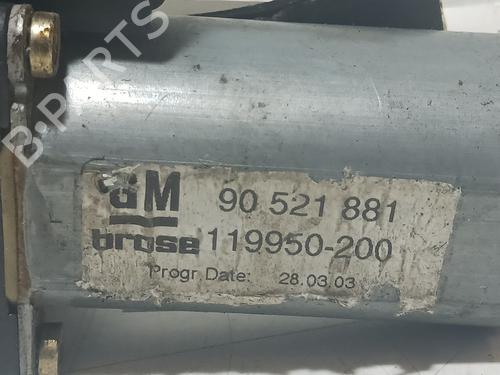 B-PARTS
GM 90 521 881
brose 119950-200
Progr Date: 28.03.03